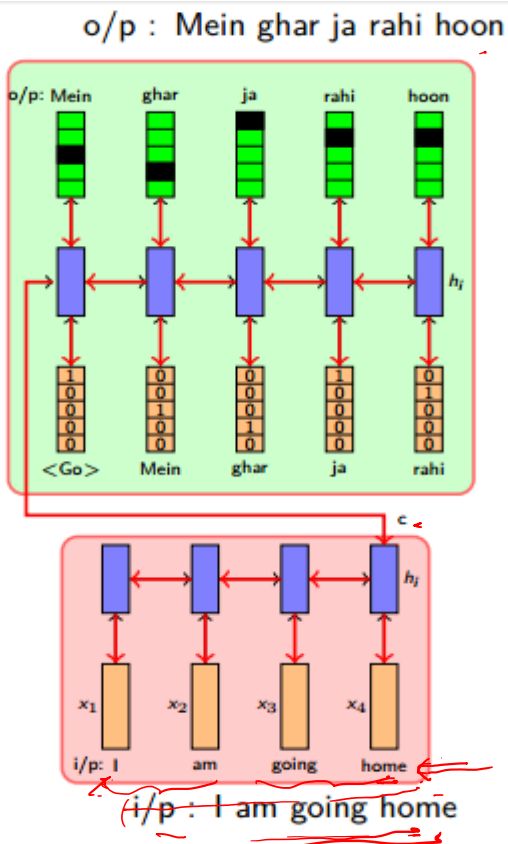 o/p : Mein ghar ja rahi hoon
o/p: Mein ghar ja rahi hoon
hᵢ
1 0 0 1 0
0 0 0 0 1
0 1 0 0 0
0 0 1 0 0
0 0 0 0 0
<Go> Mein ghar ja rahi
c
hᵢ
x₁ x₂ x₃ x₄
i/p: I am going home
i/p : I am going home